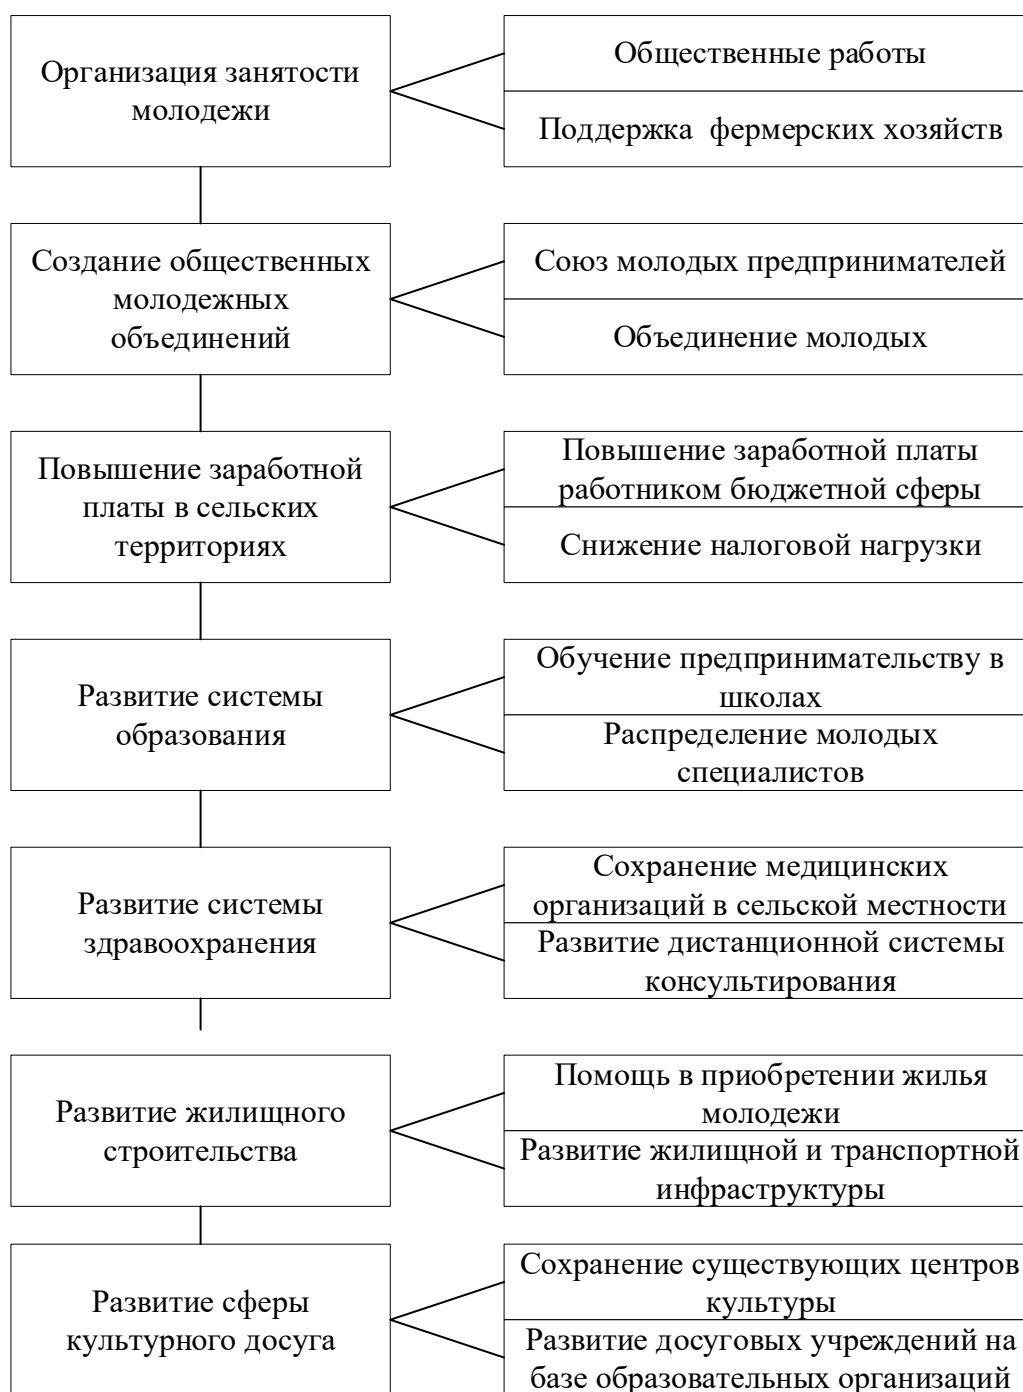 Организация занятости
молодежи
Общественные работы
Поддержка  фермерских хозяйств
Создание общественных
молодежных
объединений
Союз молодых предпринимателей
Объединение молодых
Повышение заработной
платы в сельских
территориях
Повышение заработной платы
работником бюджетной сферы
Снижение налоговой нагрузки
Развитие системы
образования
Обучение предпринимательству в
школах
Распределение молодых
специалистов
Развитие системы
здравоохранения
Сохранение медицинских
организаций в сельской местности
Развитие дистанционной системы
консультирования
Развитие жилищного
строительства
Помощь в приобретении жилья
молодежи
Развитие жилищной и транспортной
инфраструктуры
Развитие сферы
культурного досуга
Сохранение существующих центров
культуры
Развитие досуговых учреждений на
базе образовательных организаций